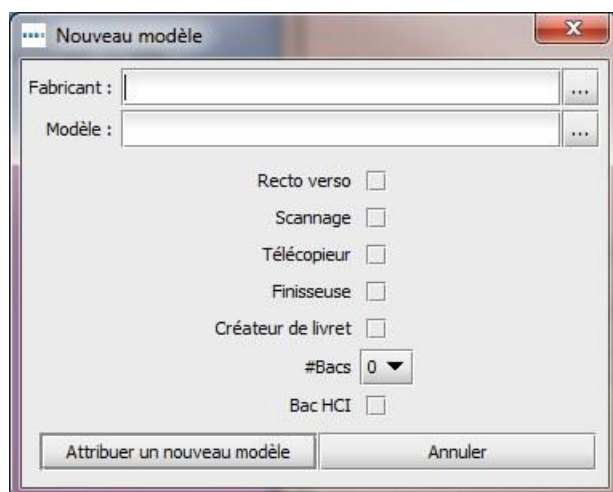 Nouveau modèle
Fabricant :
...
Modèle :
...
Recto verso
Scannage
Télécopieur
Finisseuse
Créateur de livret
#Bacs 0
Bac HCI
Attribuer un nouveau modèle Annuler